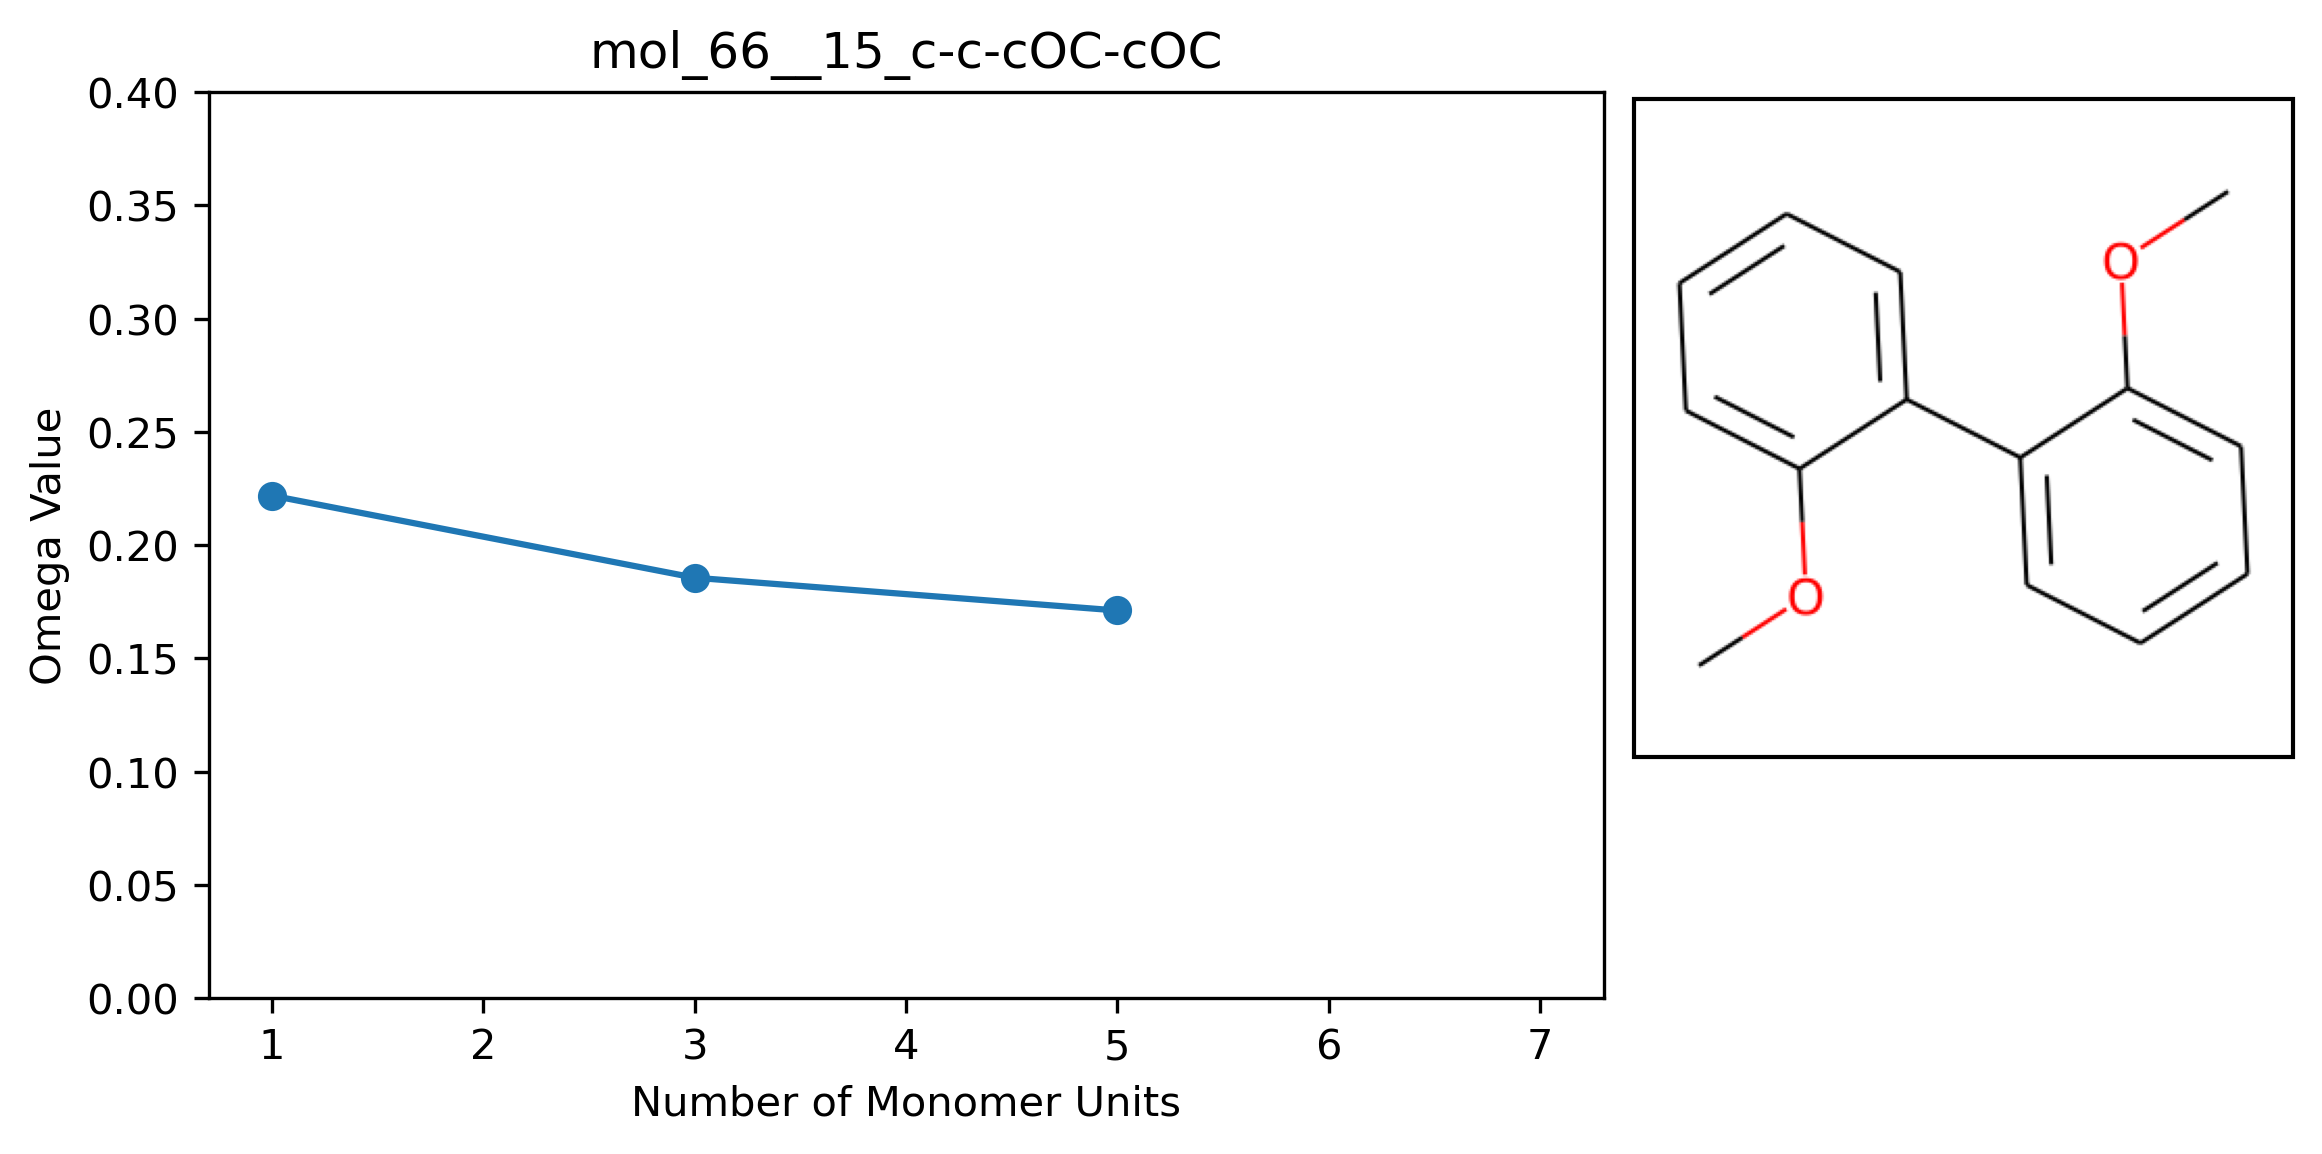 mol_66__15_c-c-cOC-cOC
0.40
0.35
0.30
0.25
0.20
0.15
0.10
0.05
0.00
Omega Value
1 2 3 4 5 6 7
Number of Monomer Units
O
O